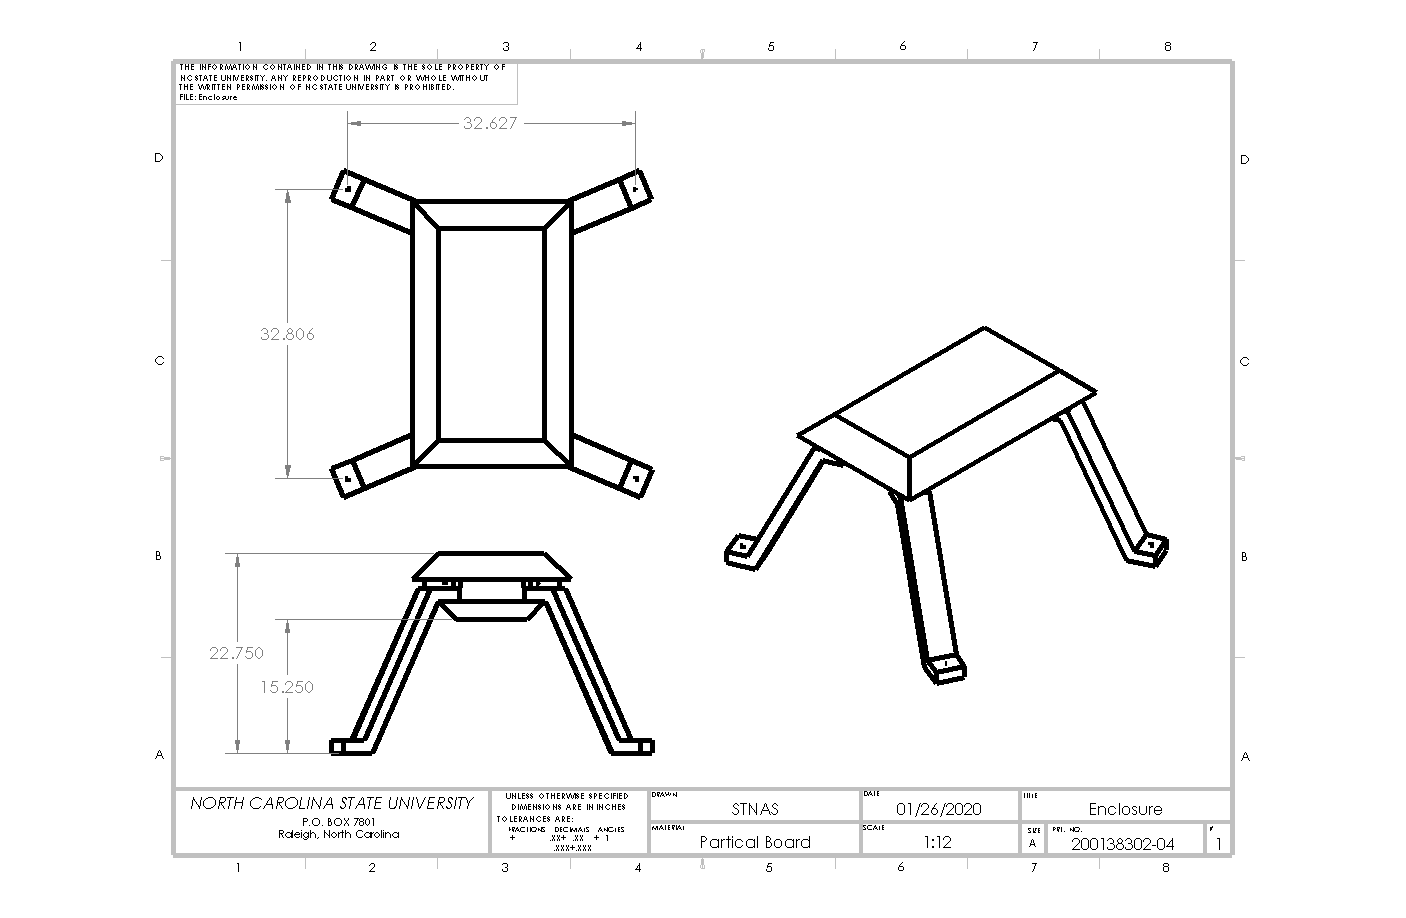 1 2 3 4 5 6 7 8
THE INFORMATION CONTAINED IN THIS DRAWING IS THE SOLE PROPERTY OF
NC STATE UNIVERSITY. ANY REPRODUCTION IN PART OR WHOLE WITHOUT
THE WRITTEN PERMISSION OF NC STATE UNIVERSITY IS PROHIBITED.
FILE: Enclosure
32.627
D D
32.806
C C
B B
22.750
15.250
A A
NORTH CAROLINA STATE UNIVERSITY
P.O. BOX 7801
Raleigh, North Carolina
UNLESS OTHERWISE SPECIFIED
DIMENSIONS ARE IN INCHES
TOLERANCES ARE:
FRACTIONS DECIMALS ANGLES
+ .XX+ .XX + 1
.XXX+.XXX
DRAWN
STNAS
DATE
01/26/2020
TITLE
Enclosure
MATERIAL
Partical Board
SCALE
1:12
SIZE
A
PRT. NO.
200138302-04
#
1
1 2 3 4 5 6 7 8